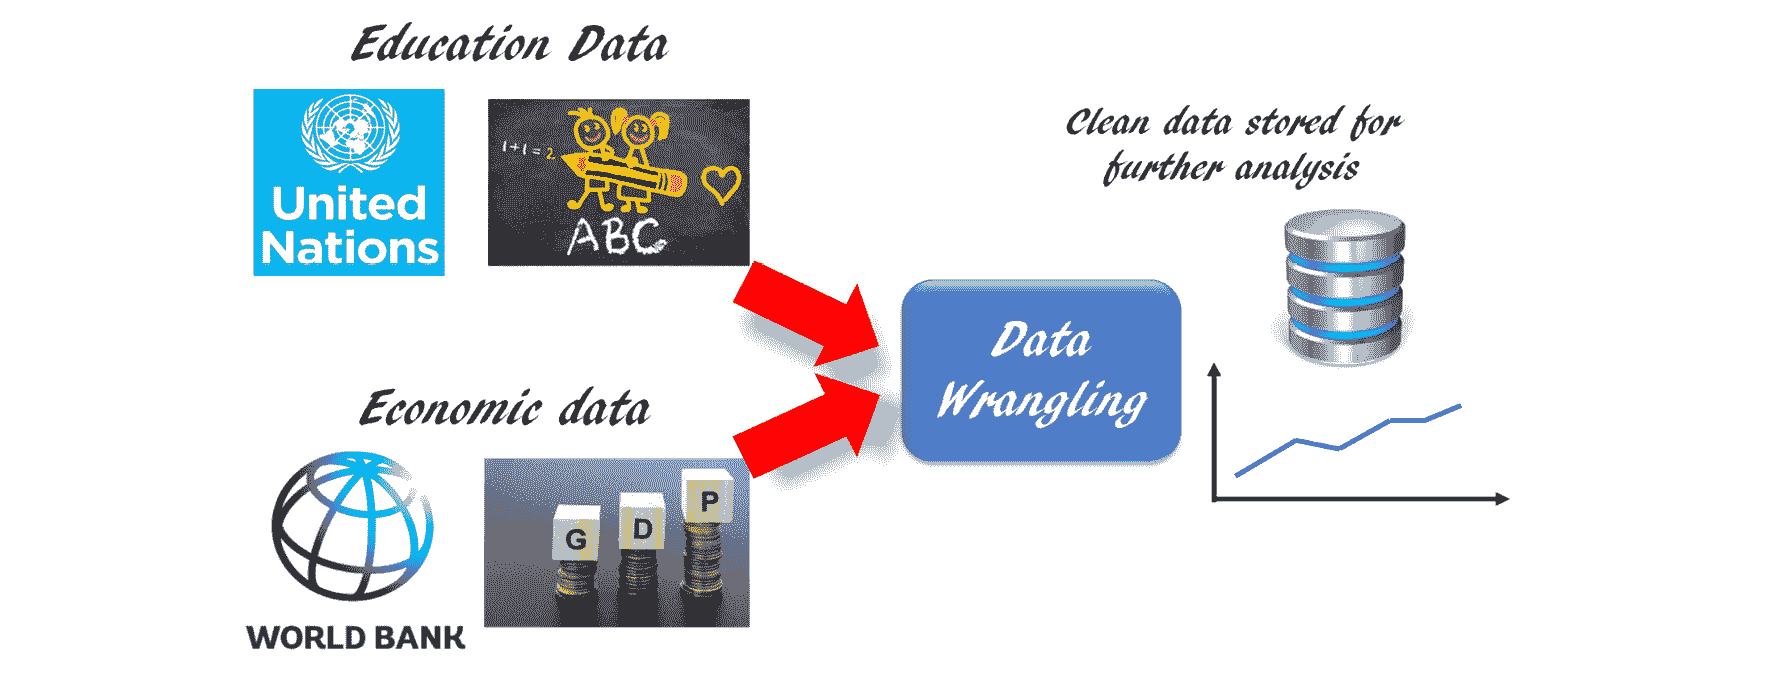 Education Data
United
Nations
1+1=2
ABC
Clean data stored for
further analysis
Data
Wrangling
Economic data
WORLD BANK
G D P